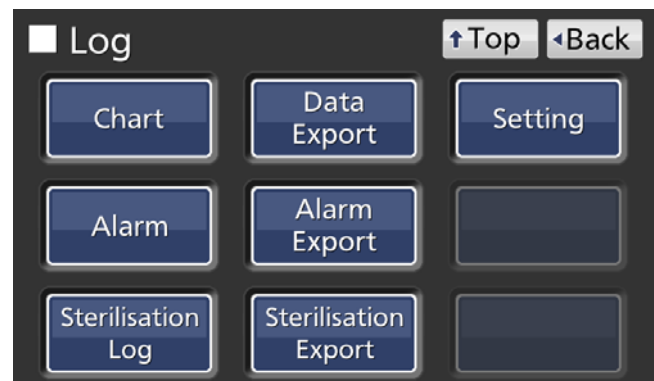 Log
Top
Back
Chart
Data
Export
Setting
Alarm
Alarm
Export
Sterilisation
Log
Sterilisation
Export